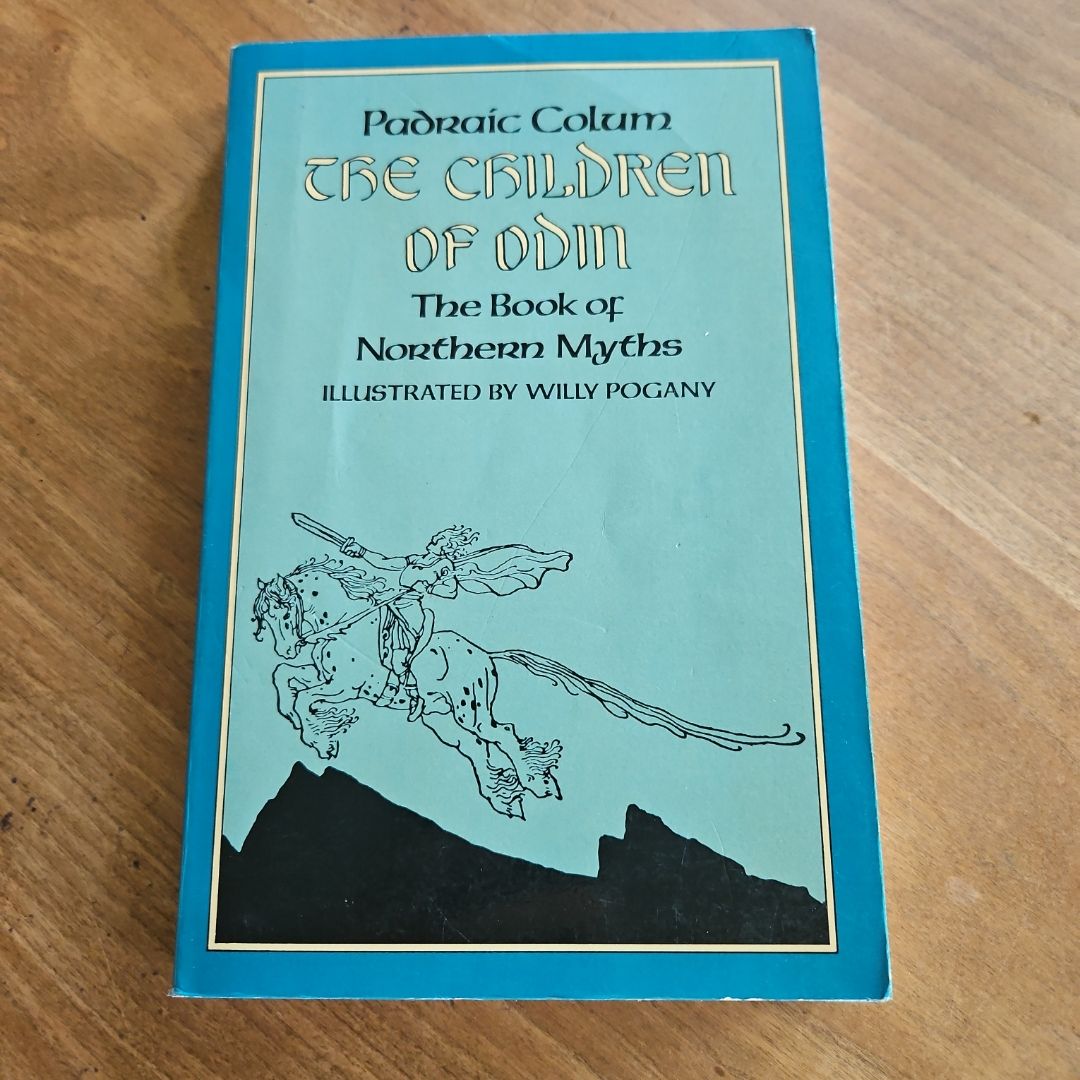 Padraic Colum
THE CHILDREN
OF ODIN
The Book of
Northern Myths
ILLUSTRATED BY WILLY POGANY